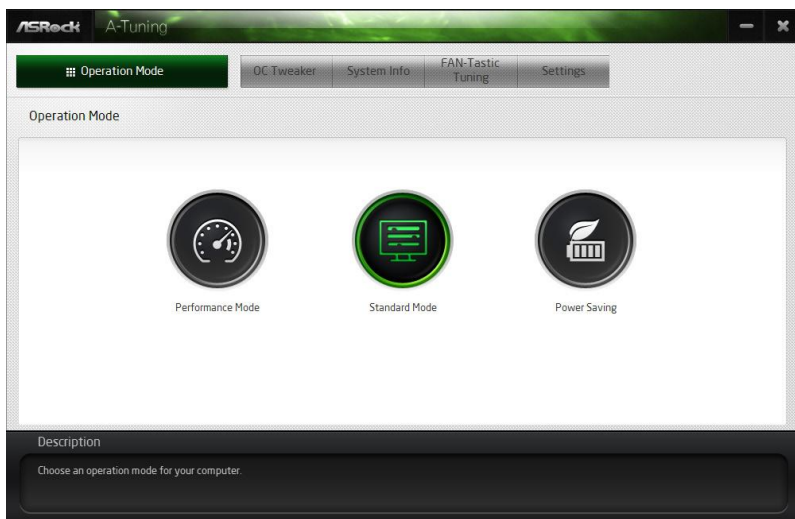 ASRock A-Tuning
Operation Mode OC Tweaker System Info FAN-Tastic Tuning Settings
Operation Mode
Performance Mode Standard Mode Power Saving
Description
Choose an operation mode for your computer.